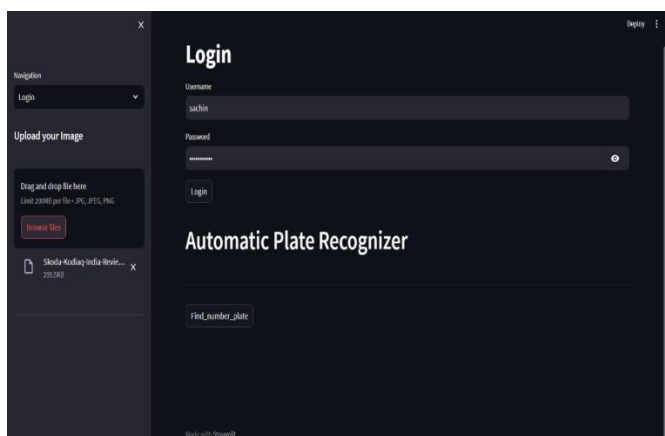 X
Navigation
Login
Upload your Image
Drag and drop file here
Limit 200MB per file • JPG, JPEG, PNG
Browse files
Skoda-Kodiaq-India-Revie... X
Deploy
Login
Username
sachin
Password
Login
Automatic Plate Recognizer
Find_number_plate
Made with Streamlit